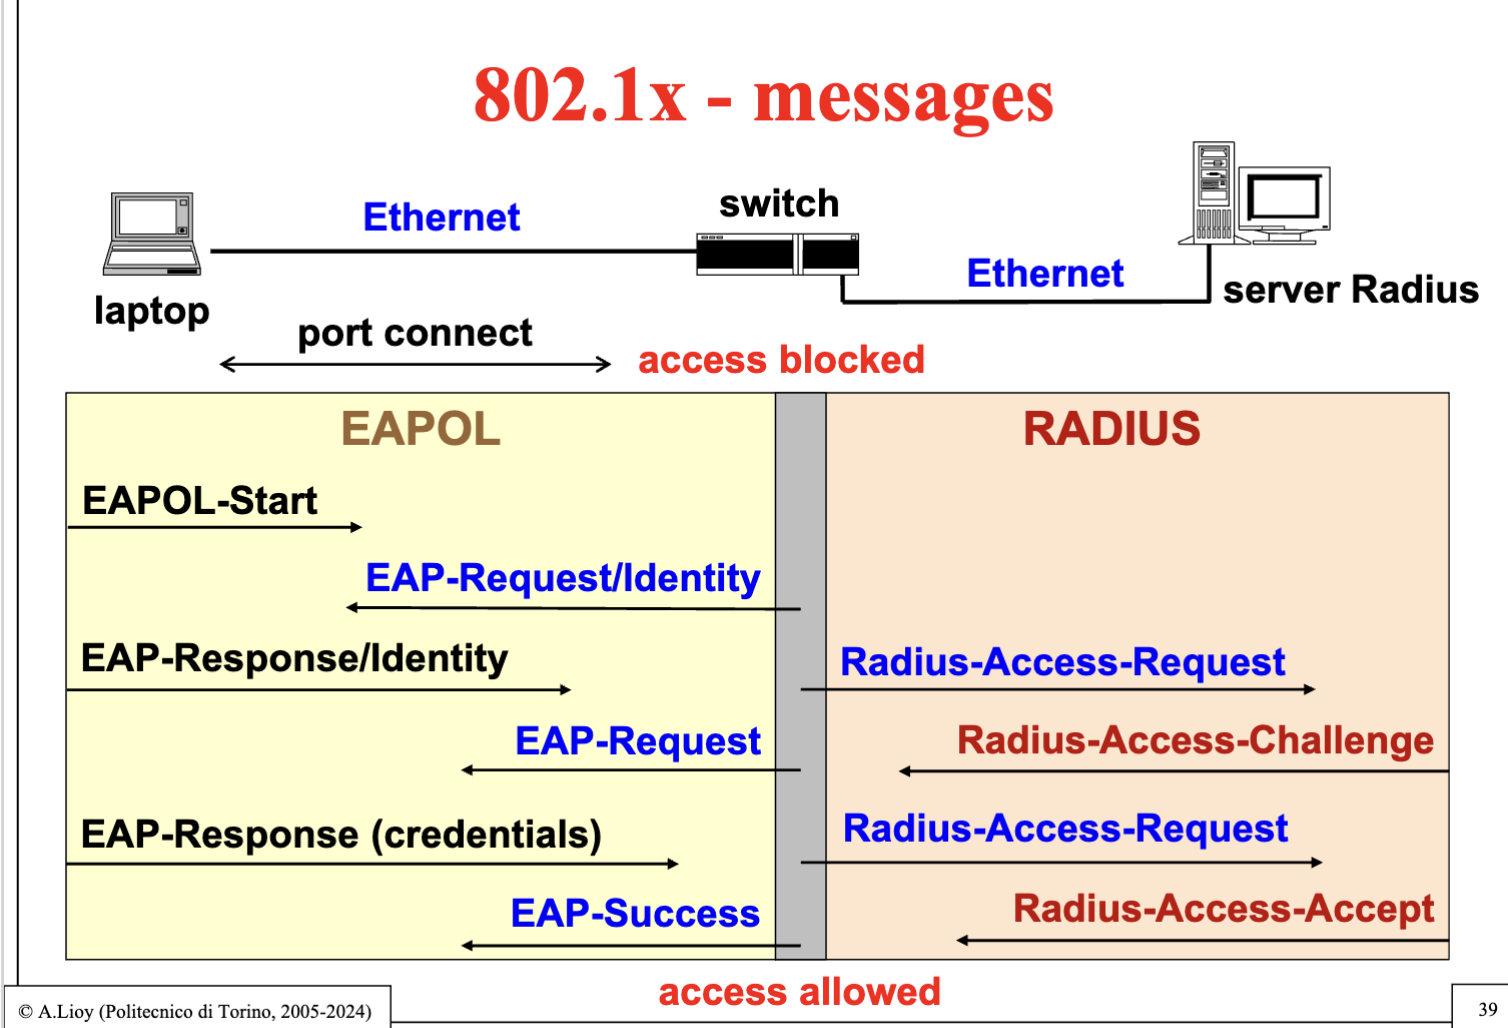 802.1x - messages
Ethernet
switch
Ethernet
server Radius
laptop
port connect
access blocked
EAPOL
RADIUS
EAPOL-Start
EAP-Request/Identity
EAP-Response/Identity
Radius-Access-Request
EAP-Request
Radius-Access-Challenge
EAP-Response (credentials)
Radius-Access-Request
EAP-Success
Radius-Access-Accept
access allowed
© A.Lioy (Politecnico di Torino, 2005-2024)
39